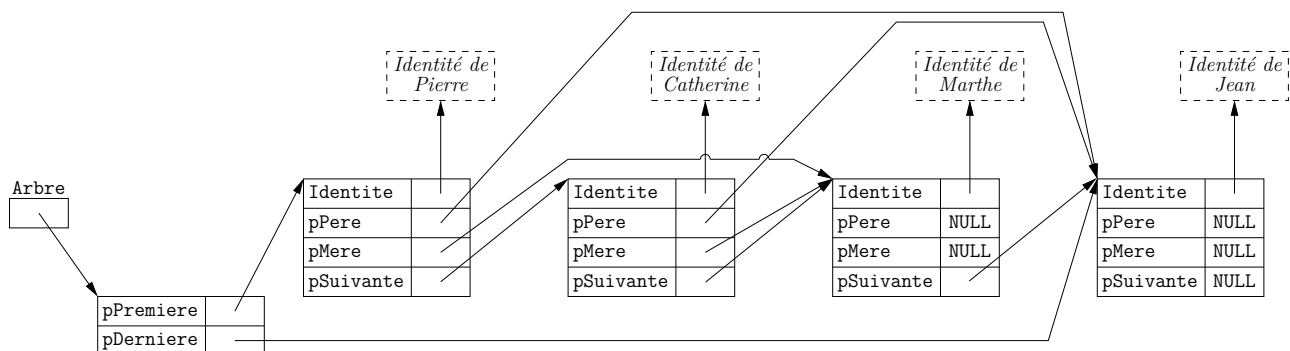 Identité de
Pierre
Identité de
Catherine
Identité de
Marthe
Identité de
Jean
Arbre
Identite
pPere
pMere
pSuivante
Identite
pPere
pMere
pSuivante
Identite
pPere NULL
pMere NULL
pSuivante
Identite
pPere NULL
pMere NULL
pSuivante NULL
pPremiere
pDerniere